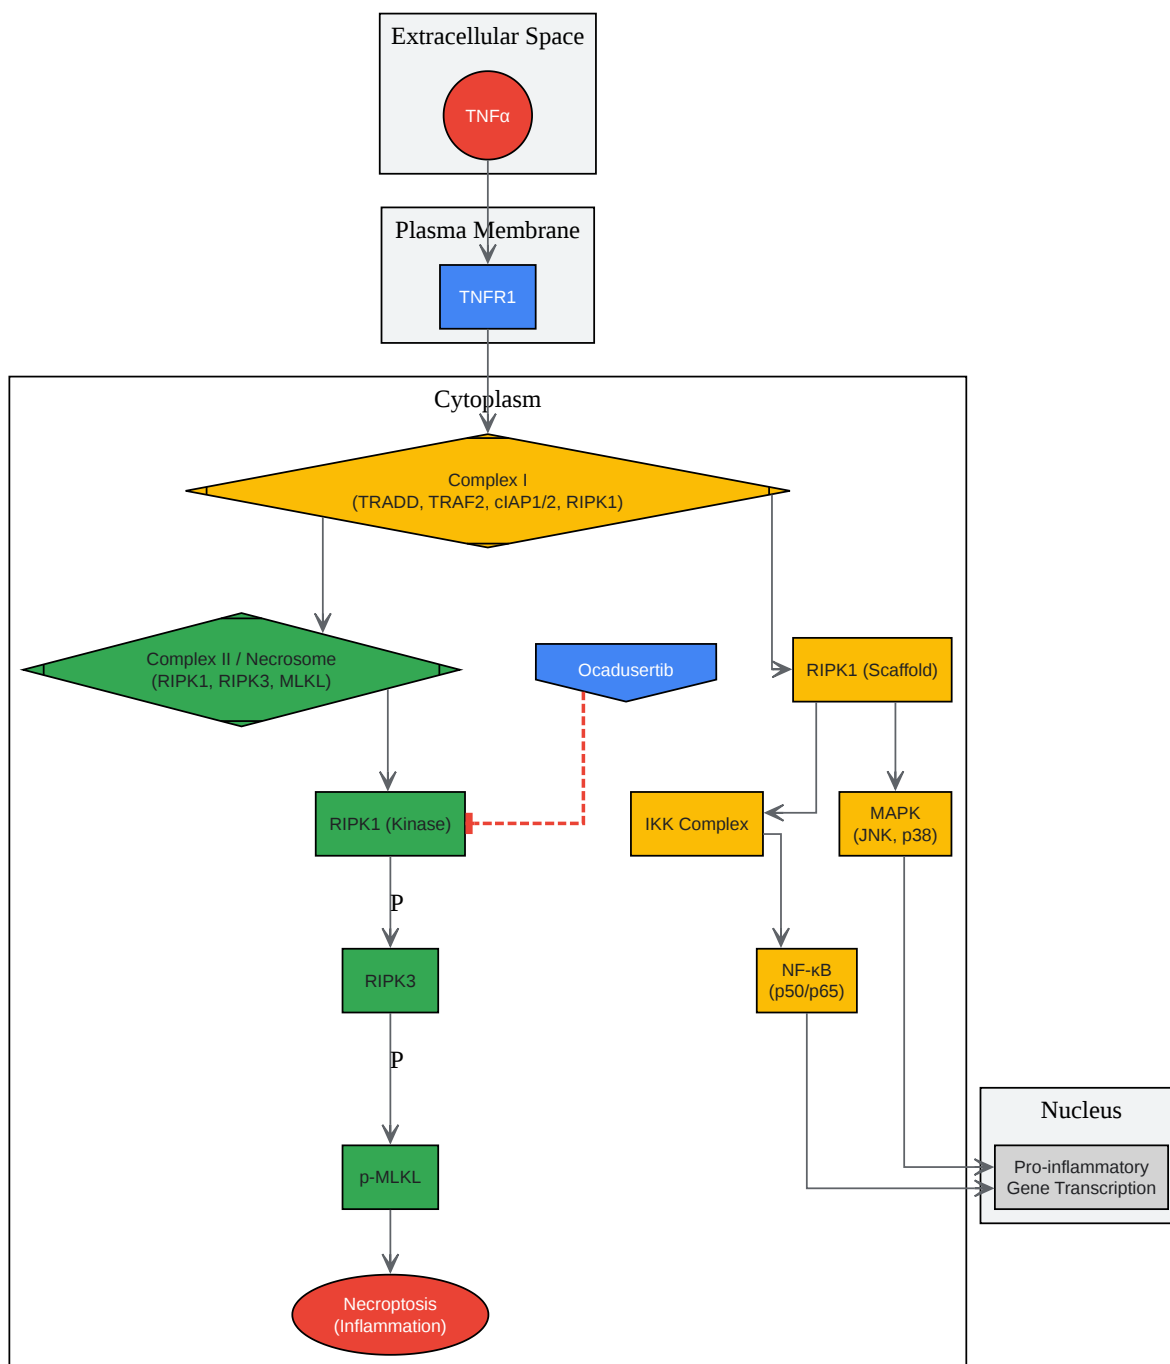 Extracellular Space
TNFα
Plasma Membrane
TNFR1
Cytoplasm
Complex I
(TRADD, TRAF2, cIAP1/2, RIPK1)
Complex II / Necrosome
(RIPK1, RIPK3, MLKL)
Ocadusertib
RIPK1 (Scaffold)
RIPK1 (Kinase)
IKK Complex
MAPK
(JNK, p38)
P
RIPK3
NF-κB
(p50/p65)
P
Nucleus
p-MLKL
Pro-inflammatory
Gene Transcription
Necroptosis
(Inflammation)